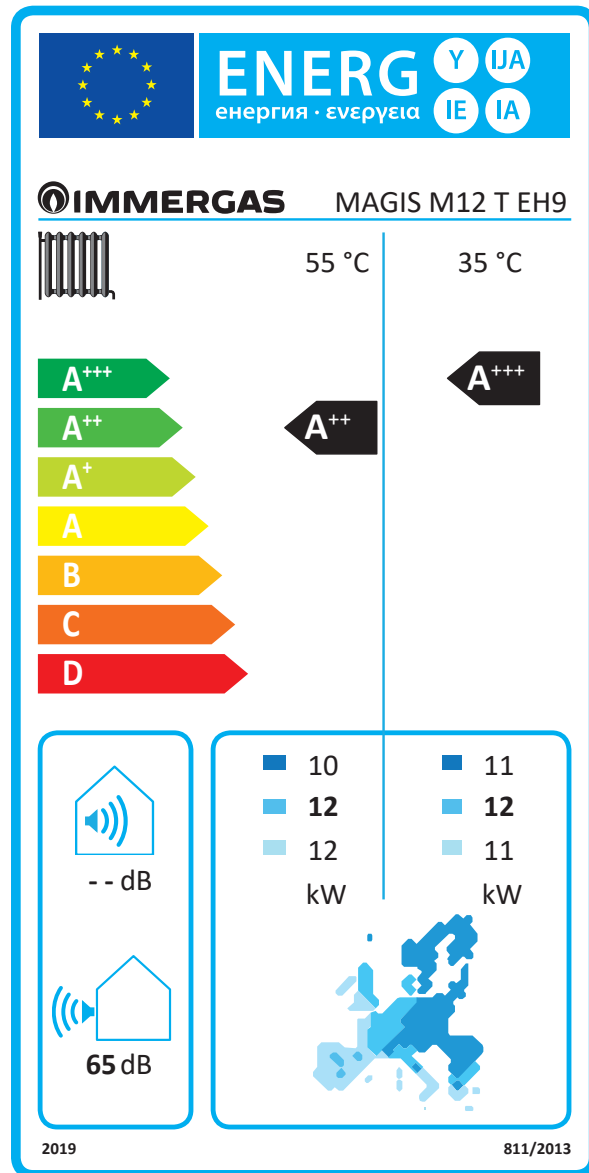 ENERG Y IJA
енергия · ενεργεια IE IA
IMMERGAS MAGIS M12 T EH9
55 °C 35 °C
A+++ A+++
A++ A++
A+
A
B
C
D
10 11
12 12
12 11
kW kW
-- dB
65 dB
2019 811/2013